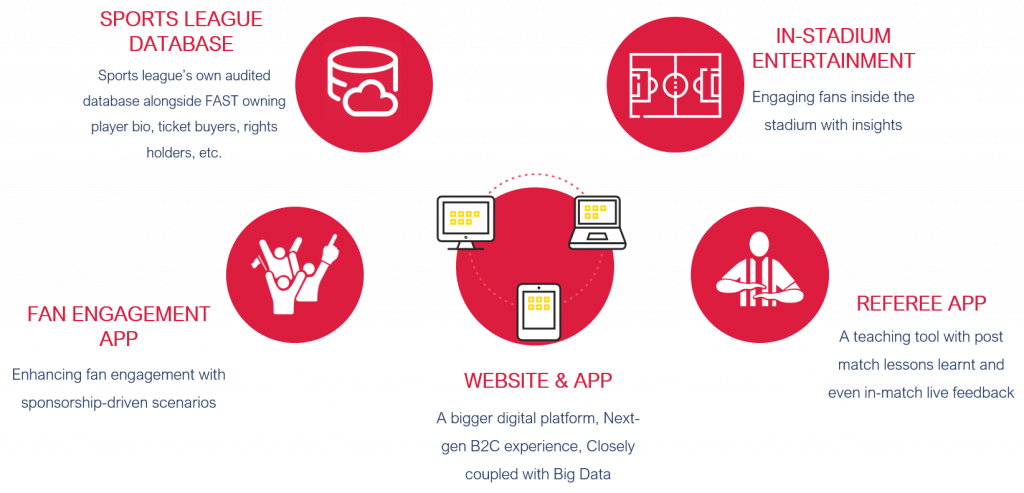 SPORTS LEAGUE
DATABASE
Sports league’s own audited
database alongside FAST owning
player bio, ticket buyers, rights
holders, etc.
IN-STADIUM
ENTERTAINMENT
Engaging fans inside the
stadium with insights
FAN ENGAGEMENT
APP
Enhancing fan engagement with
sponsorship-driven scenarios
WEBSITE & APP
A bigger digital platform, Next-
gen B2C experience, Closely
coupled with Big Data
REFEREE APP
A teaching tool with post
match lessons learnt and
even in-match live feedback